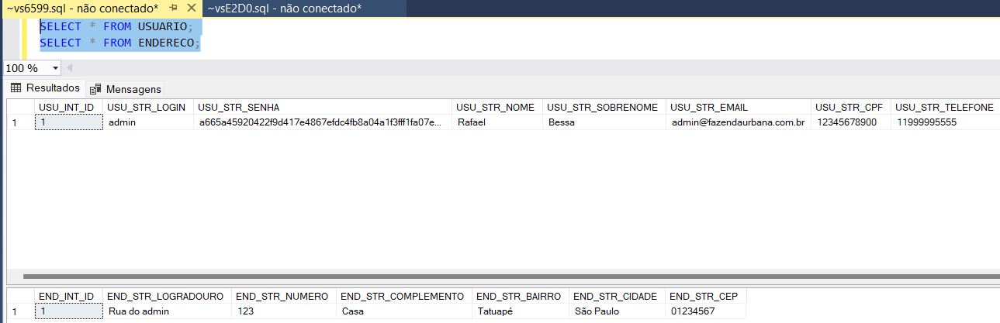 ~vs6599.sql - não conectado* ~vsE2D0.sql - não conectado*
SELECT * FROM USUARIO;
SELECT * FROM ENDERECO;
100 %
Resultados Mensagens
USU_INT_ID USU_STR_LOGIN USU_STR_SENHA USU_STR_NOME USU_STR_SOBRENOME USU_STR_EMAIL USU_STR_CPF USU_STR_TELEFONE
1 1 admin a665a45920422f9d417e4867efdc4fb8a04a1f3fff1fa07e... Rafael Bessa admin@fazendaurbana.com.br 12345678900 11999995555
END_INT_ID END_STR_LOGRADOURO END_STR_NUMERO END_STR_COMPLEMENTO END_STR_BAIRRO END_STR_CIDADE END_STR_CEP
1 1 Rua do admin 123 Casa Tatuapé São Paulo 01234567